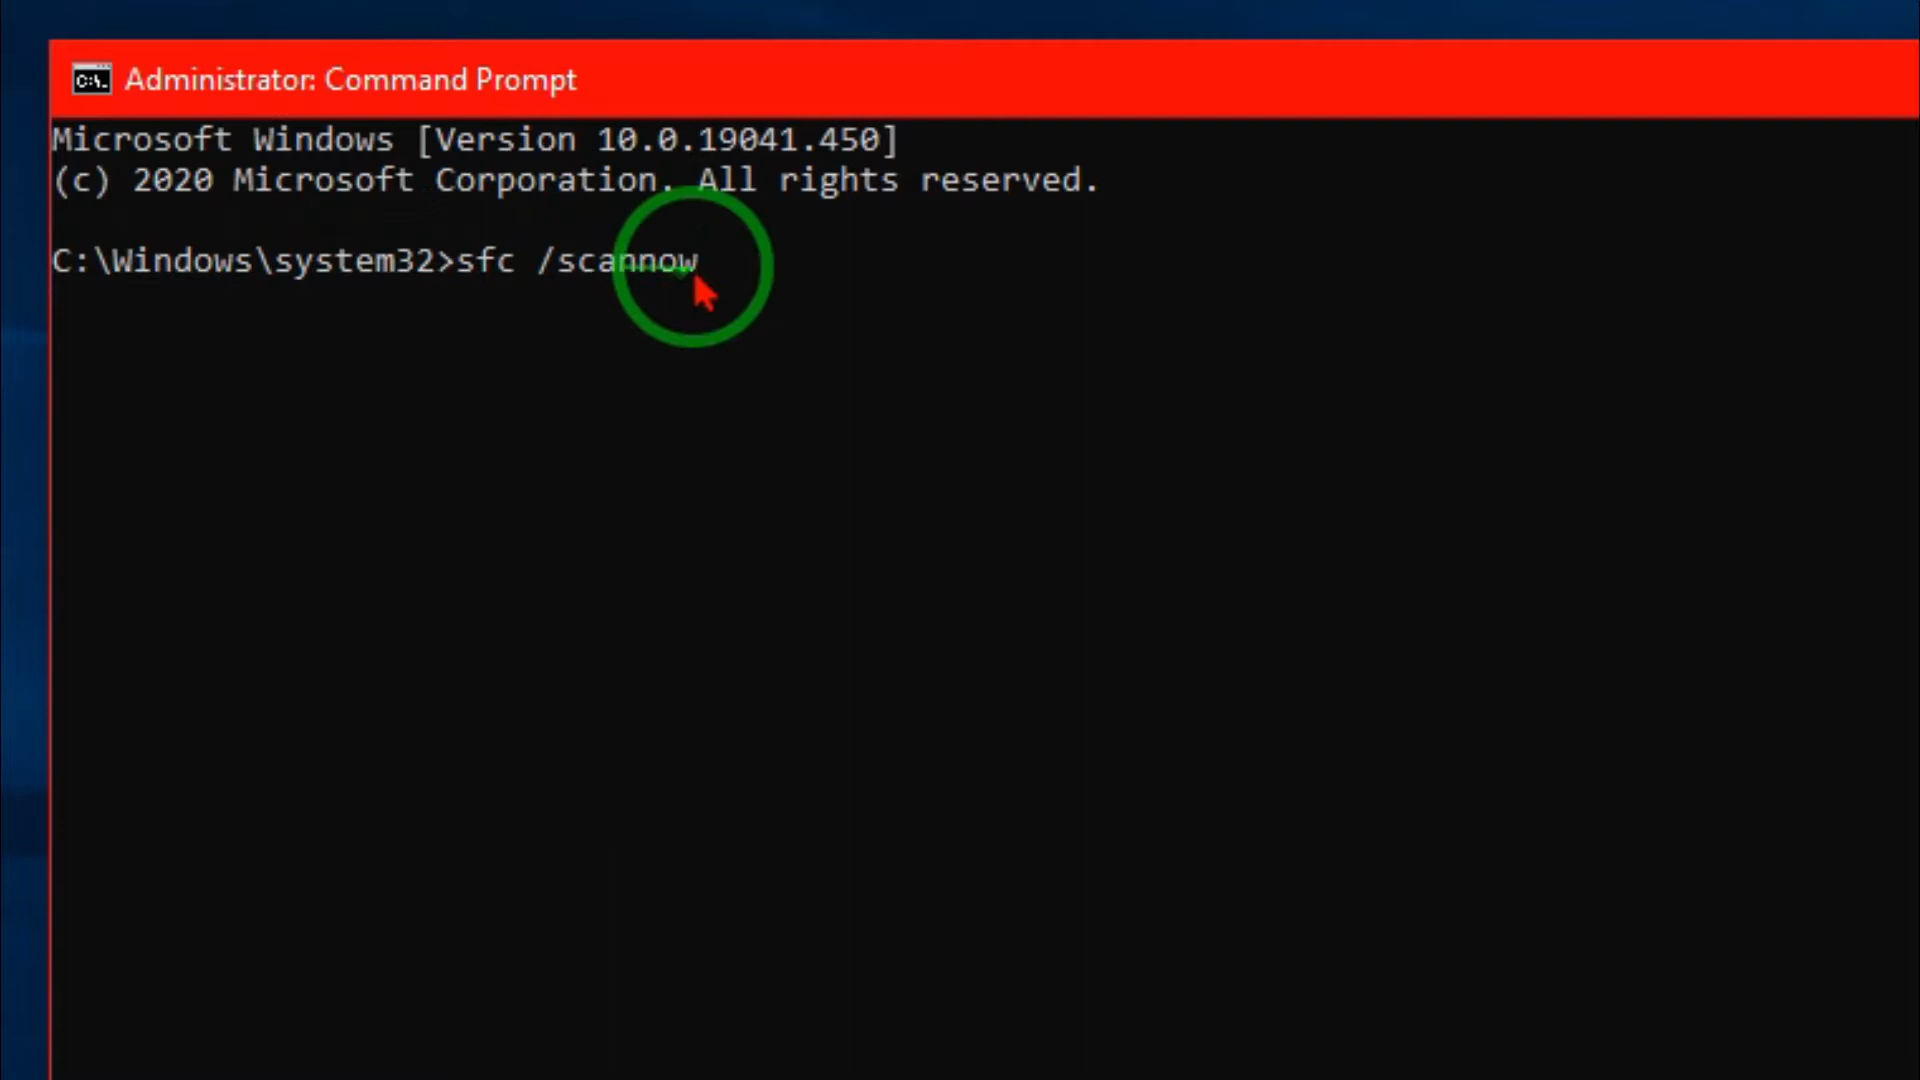 Administrator: Command Prompt
Microsoft Windows [Version 10.0.19041.450]
(c) 2020 Microsoft Corporation. All rights reserved.
C:\Windows\system32>sfc /scannow